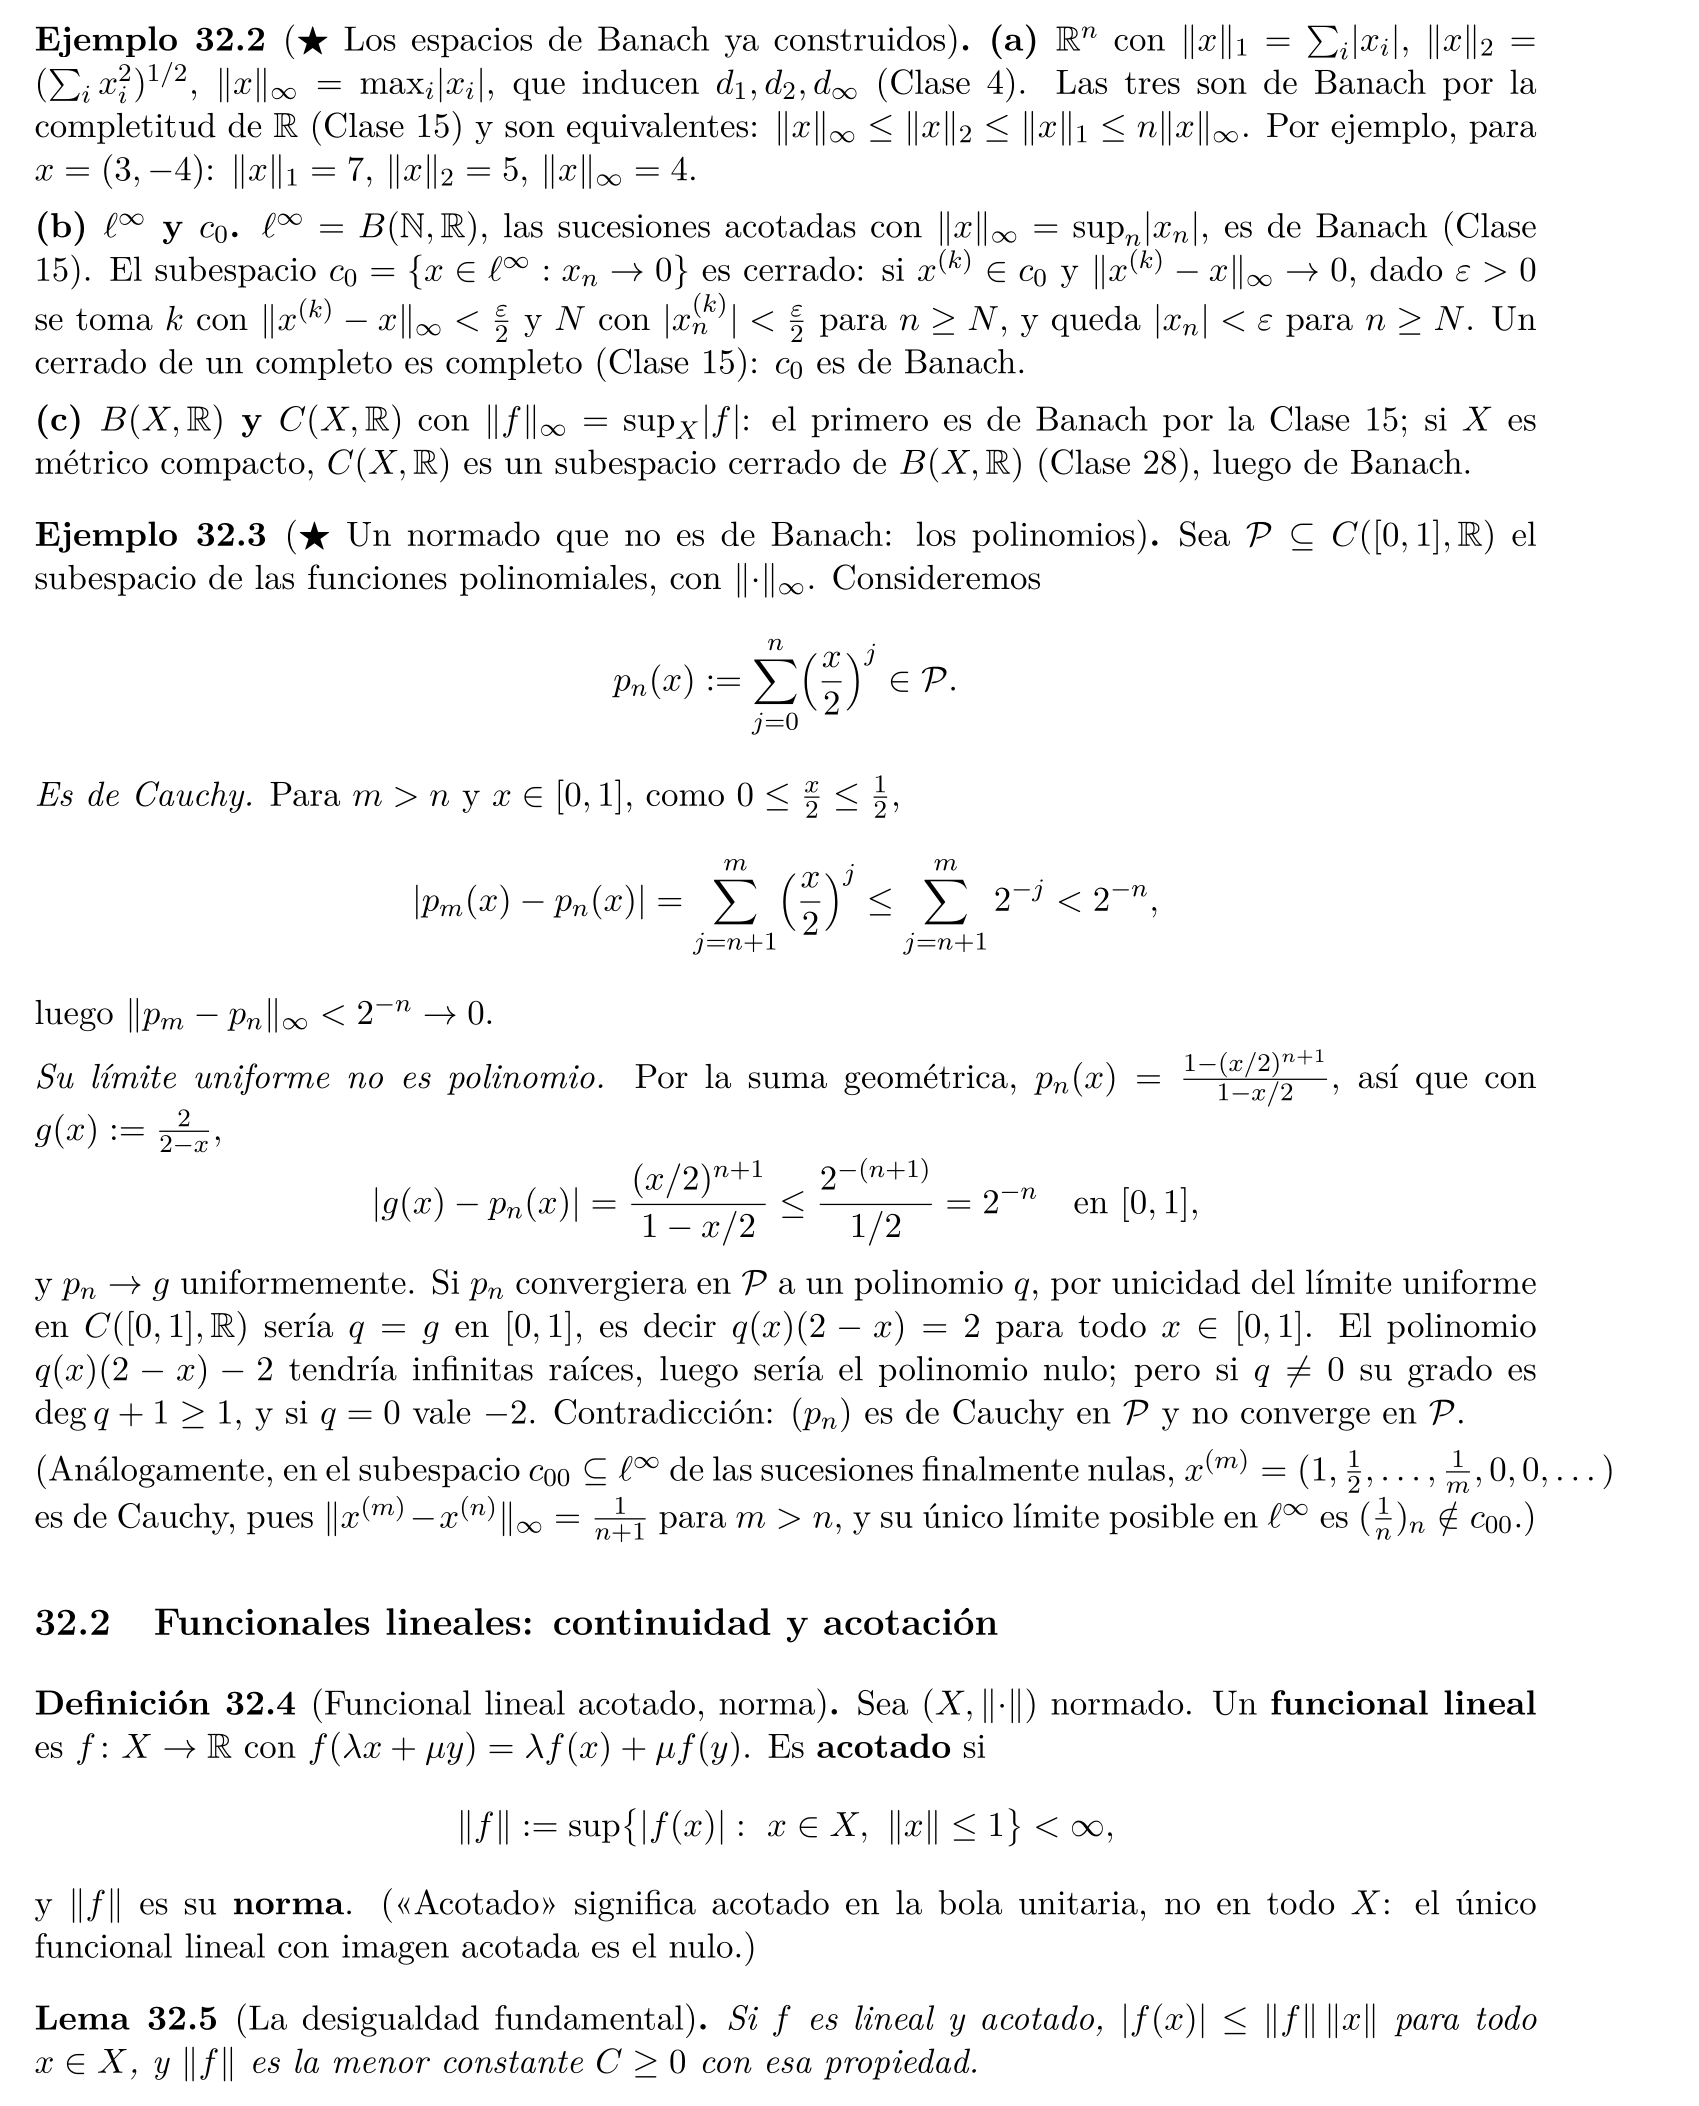 Ejemplo 32.2 (★ Los espacios de Banach ya construidos). (a) ℝⁿ con ‖x‖₁ = ∑ᵢ|xᵢ|, ‖x‖₂ =
(∑ᵢ xᵢ²)^{1/2}, ‖x‖_∞ = maxᵢ|xᵢ|, que inducen d₁, d₂, d_∞ (Clase 4). Las tres son de Banach por la
completitud de ℝ (Clase 15) y son equivalentes: ‖x‖_∞ ≤ ‖x‖₂ ≤ ‖x‖₁ ≤ n‖x‖_∞. Por ejemplo, para
x = (3, −4): ‖x‖₁ = 7, ‖x‖₂ = 5, ‖x‖_∞ = 4.
(b) ℓ^∞ y c₀. ℓ^∞ = B(ℕ, ℝ), las sucesiones acotadas con ‖x‖_∞ = supₙ|xₙ|, es de Banach (Clase
15). El subespacio c₀ = {x ∈ ℓ^∞ : xₙ → 0} es cerrado: si x^{(k)} ∈ c₀ y ‖x^{(k)} − x‖_∞ → 0, dado ε > 0
se toma k con ‖x^{(k)} − x‖_∞ < ε/2 y N con |xₙ^{(k)}| < ε/2 para n ≥ N, y queda |xₙ| < ε para n ≥ N. Un
cerrado de un completo es completo (Clase 15): c₀ es de Banach.
(c) B(X, ℝ) y C(X, ℝ) con ‖f‖_∞ = sup_X|f|: el primero es de Banach por la Clase 15; si X es
métrico compacto, C(X, ℝ) es un subespacio cerrado de B(X, ℝ) (Clase 28), luego de Banach.
Ejemplo 32.3 (★ Un normado que no es de Banach: los polinomios). Sea 𝒫 ⊆ C([0, 1], ℝ) el
subespacio de las funciones polinomiales, con ‖·‖_∞. Consideremos
pₙ(x) := ∑_{j=0}^{n} (x/2)^j ∈ 𝒫.
Es de Cauchy. Para m > n y x ∈ [0, 1], como 0 ≤ x/2 ≤ 1/2,
|pₘ(x) − pₙ(x)| = ∑_{j=n+1}^{m} (x/2)^j ≤ ∑_{j=n+1}^{m} 2^{−j} < 2^{−n},
luego ‖pₘ − pₙ‖_∞ < 2^{−n} → 0.
Su límite uniforme no es polinomio. Por la suma geométrica, pₙ(x) = (1−(x/2)^{n+1})/(1−x/2), así que con
g(x) := 2/(2−x),
|g(x) − pₙ(x)| = (x/2)^{n+1}/(1 − x/2) ≤ 2^{−(n+1)}/(1/2) = 2^{−n} en [0, 1],
y pₙ → g uniformemente. Si pₙ convergiera en 𝒫 a un polinomio q, por unicidad del límite uniforme
en C([0, 1], ℝ) sería q = g en [0, 1], es decir q(x)(2 − x) = 2 para todo x ∈ [0, 1]. El polinomio
q(x)(2 − x) − 2 tendría infinitas raíces, luego sería el polinomio nulo; pero si q ≠ 0 su grado es
deg q + 1 ≥ 1, y si q = 0 vale −2. Contradicción: (pₙ) es de Cauchy en 𝒫 y no converge en 𝒫.
(Análogamente, en el subespacio c₀₀ ⊆ ℓ^∞ de las sucesiones finalmente nulas, x^{(m)} = (1, 1/2, . . . , 1/m, 0, 0, . . . )
es de Cauchy, pues ‖x^{(m)} − x^{(n)}‖_∞ = 1/(n+1) para m > n, y su único límite posible en ℓ^∞ es (1/n)ₙ ∉ c₀₀.)
32.2 Funcionales lineales: continuidad y acotación
Definición 32.4 (Funcional lineal acotado, norma). Sea (X, ‖·‖) normado. Un funcional lineal
es f : X → ℝ con f(λx + μy) = λf(x) + μf(y). Es acotado si
‖f‖ := sup{|f(x)| : x ∈ X, ‖x‖ ≤ 1} < ∞,
y ‖f‖ es su norma. («Acotado» significa acotado en la bola unitaria, no en todo X: el único
funcional lineal con imagen acotada es el nulo.)
Lema 32.5 (La desigualdad fundamental). Si f es lineal y acotado, |f(x)| ≤ ‖f‖ ‖x‖ para todo
x ∈ X, y ‖f‖ es la menor constante C ≥ 0 con esa propiedad.